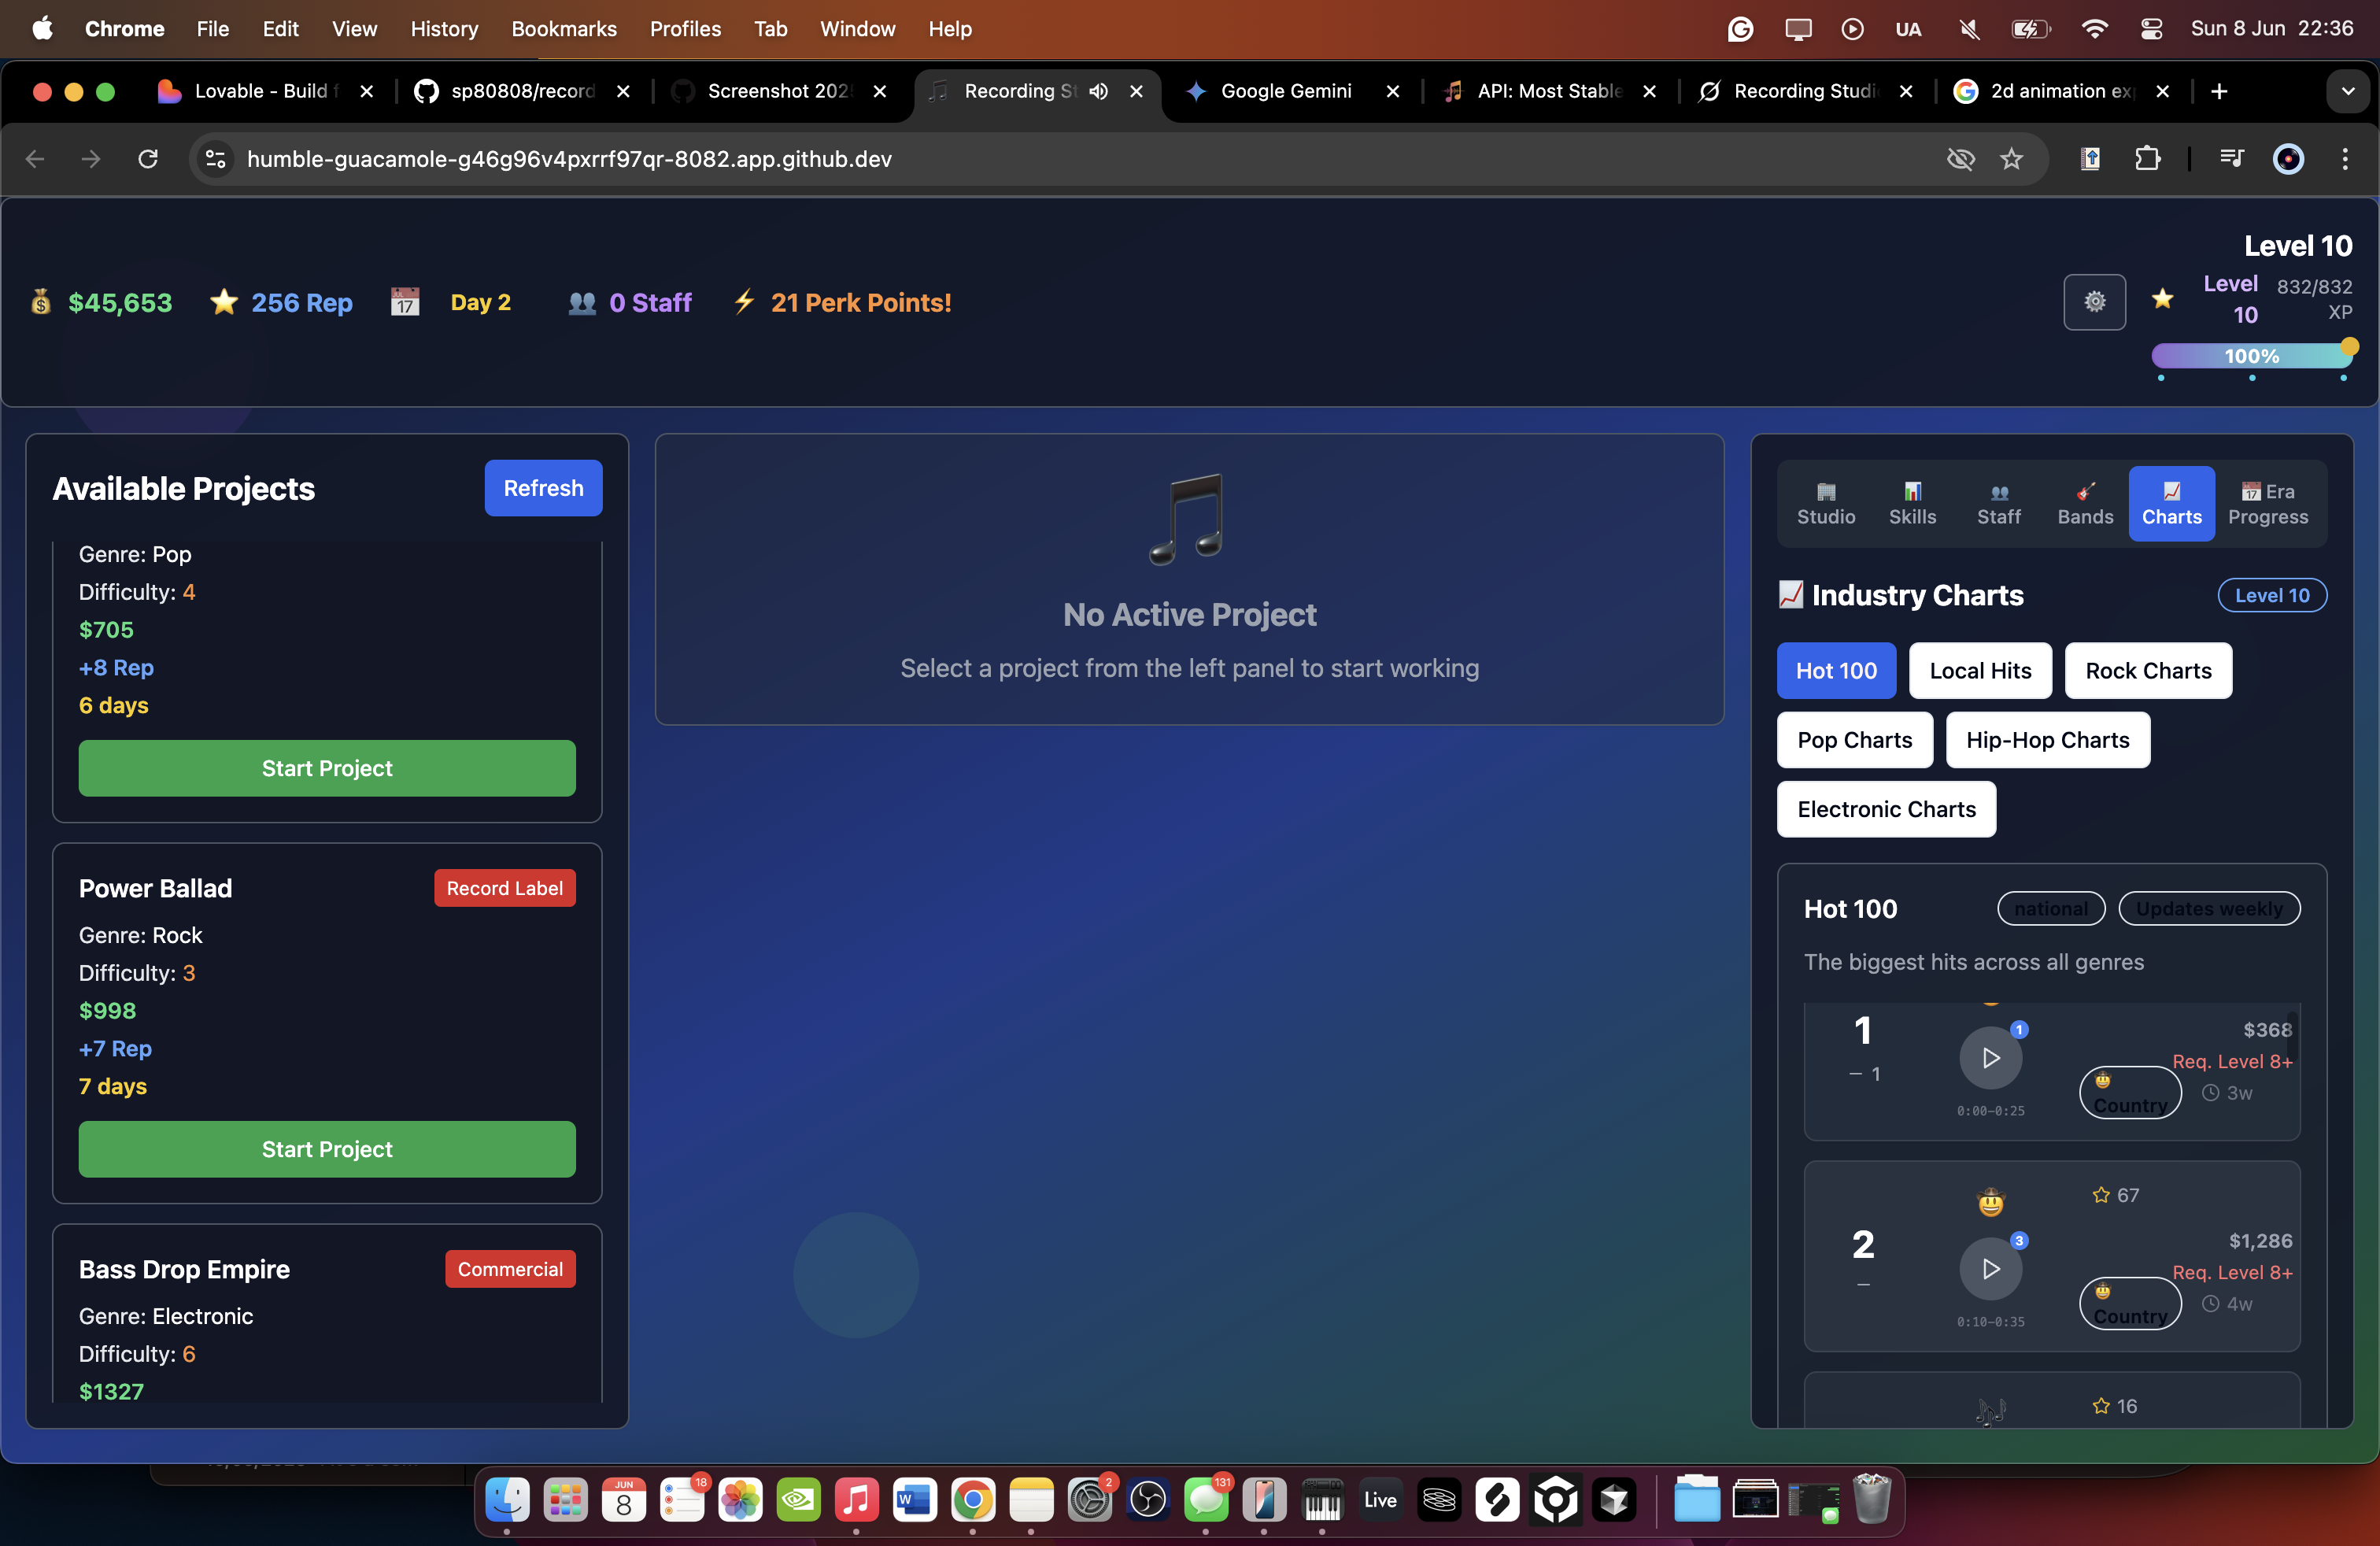 Chrome File Edit View History Bookmarks Profiles Tab Window Help UA Sun 8 Jun 22:36
Lovable - Build f sp80808/record Screenshot 202 Recording St Google Gemini API: Most Stable Recording Studi 2d animation ex
humble-guacamole-g46g96v4pxrrf97qr-8082.app.github.dev
$45,653 256 Rep JUL 17 Day 2 0 Staff 21 Perk Points!
Level 10
Level 10
832/832 XP
100%
Available Projects
Refresh
Genre: Pop
Difficulty: 4
$705
+8 Rep
6 days
Start Project
Power Ballad Record Label
Genre: Rock
Difficulty: 3
$998
+7 Rep
7 days
Start Project
Bass Drop Empire Commercial
Genre: Electronic
Difficulty: 6
$1327
No Active Project
Select a project from the left panel to start working
Studio Skills Staff Bands Charts Era Progress
Industry Charts Level 10
Hot 100 Local Hits Rock Charts
Pop Charts Hip-Hop Charts
Electronic Charts
Hot 100 national Updates weekly
The biggest hits across all genres
1
1
$368
Req. Level 8+
– 1
Country 3w
0:00-0:25
67
2
3
$1,286
Req. Level 8+
–
Country 4w
0:10-0:35
16
JUN 8 18 2 131 Live